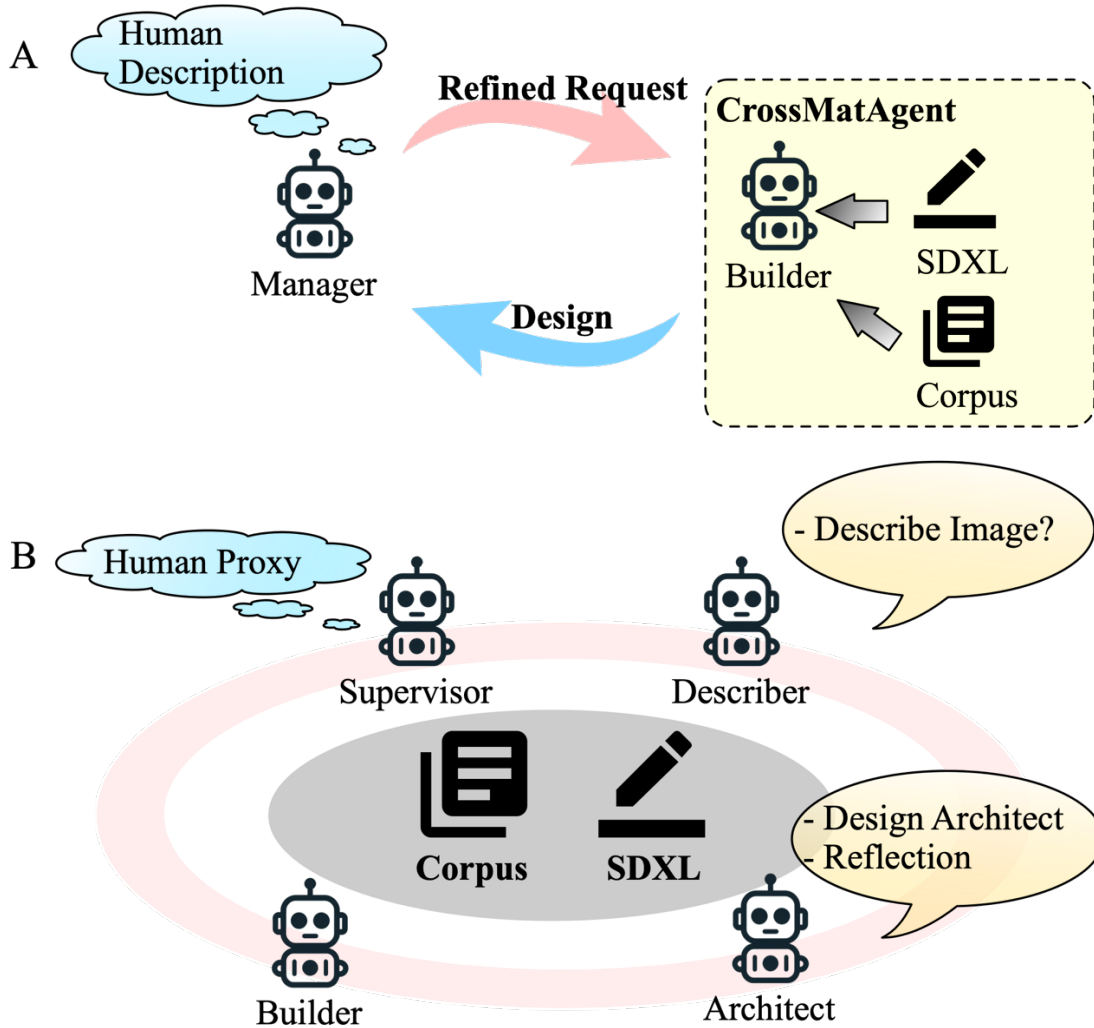 A
Human
Description
Refined Request
CrossMatAgent
Manager
Builder
SDXL
Design
Corpus
B
Human Proxy
- Describe Image?
Supervisor
Describer
Corpus
SDXL
- Design Architect
- Reflection
Builder
Architect